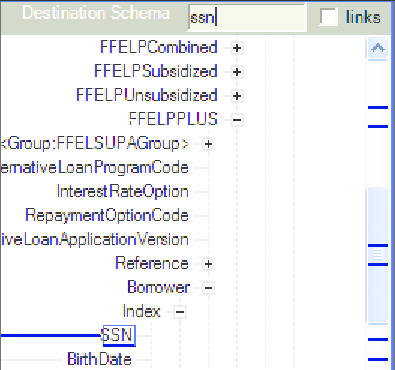 Destination Schema ssn links
FFELPCombined
FFELPSubsidized
FFELPUnsubsidized
FFELPPLUS
<Group:FFELSUPAGroup>
ernativeLoanProgramCode
InterestRateOption
RepaymentOptionCode
iveLoanApplicationVersion
Reference
Borrower
Index
SSN
BirthDate